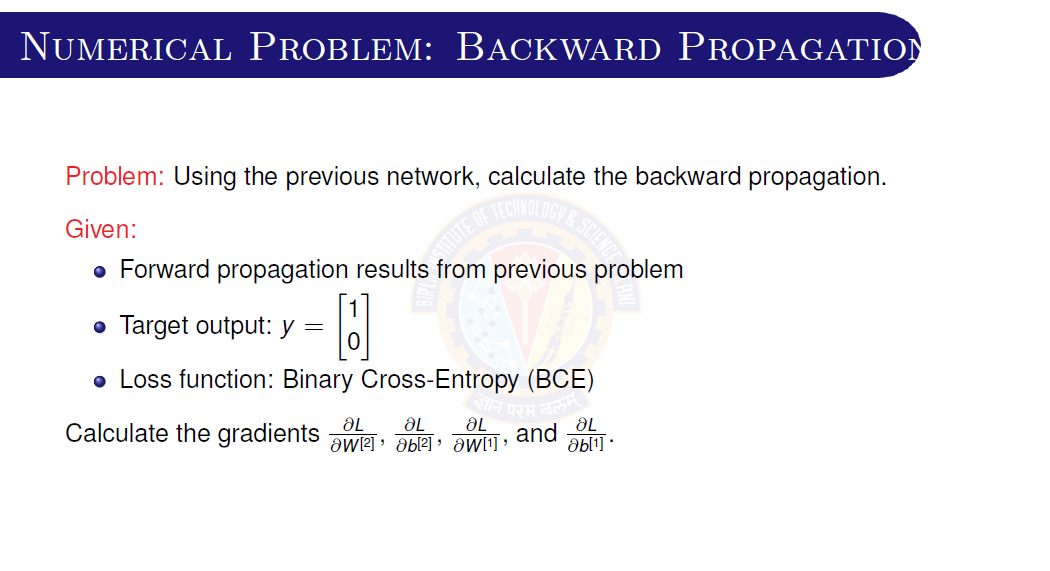 NUMERICAL PROBLEM: BACKWARD PROPAGATION
Problem: Using the previous network, calculate the backward propagation.
Given:
Forward propagation results from previous problem
Target output: y = [1 0]
Loss function: Binary Cross-Entropy (BCE)
Calculate the gradients ∂L/∂W[2], ∂L/∂b[2], ∂L/∂W[1], and ∂L/∂b[1].
ज्ञानं परमं बलम्